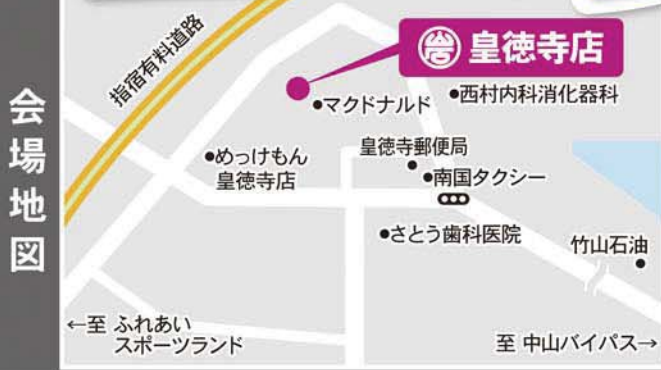 会場地図
指宿有料道路
皇徳寺店
●マクドナルド
●西村内科消化器科
●めっけもん
皇徳寺店
皇徳寺郵便局
●南国タクシー
●さとう歯科医院
竹山石油
←至 ふれあい
スポーツランド
至 中山バイパス→